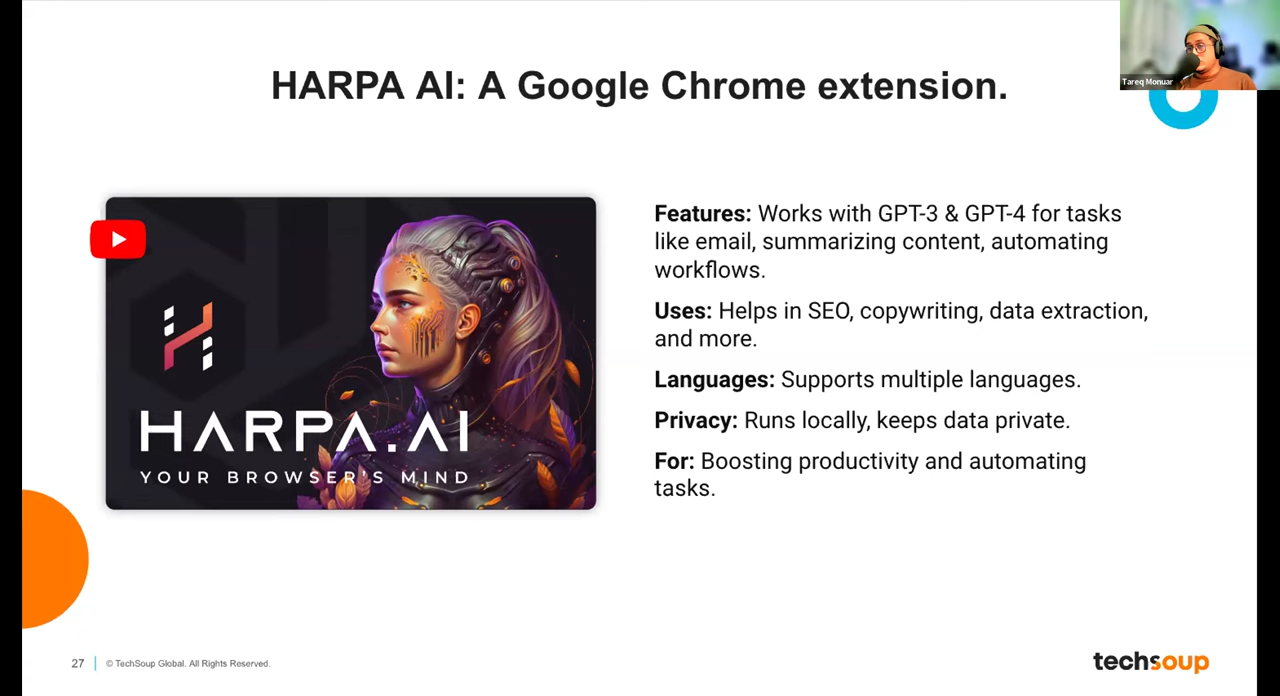 Tareq Monuar
HARPA AI: A Google Chrome extension.
HARPA.AI
YOUR BROWSER'S MIND
Features: Works with GPT-3 & GPT-4 for tasks
like email, summarizing content, automating
workflows.
Uses: Helps in SEO, copywriting, data extraction,
and more.
Languages: Supports multiple languages.
Privacy: Runs locally, keeps data private.
For: Boosting productivity and automating
tasks.
27
© TechSoup Global. All Rights Reserved.
techsoup